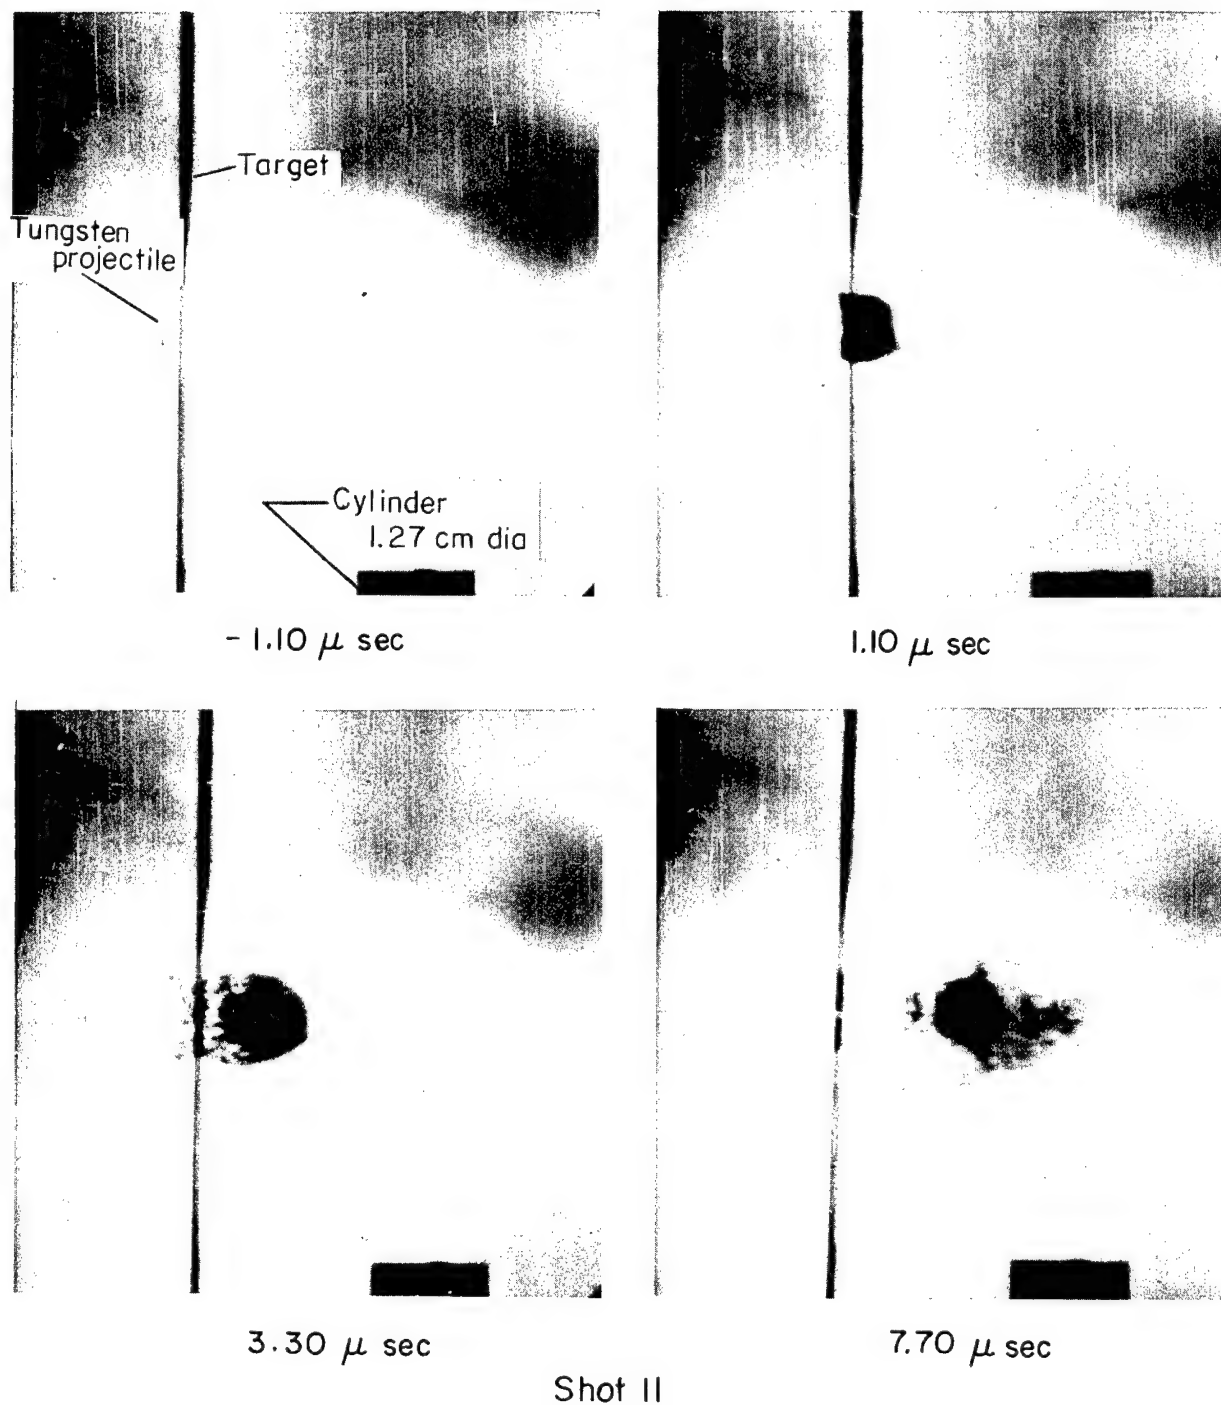 Target
Tungsten
projectile
Cylinder
1.27 cm dia
- 1.10 μ sec
1.10 μ sec
3.30 μ sec
7.70 μ sec
Shot 11